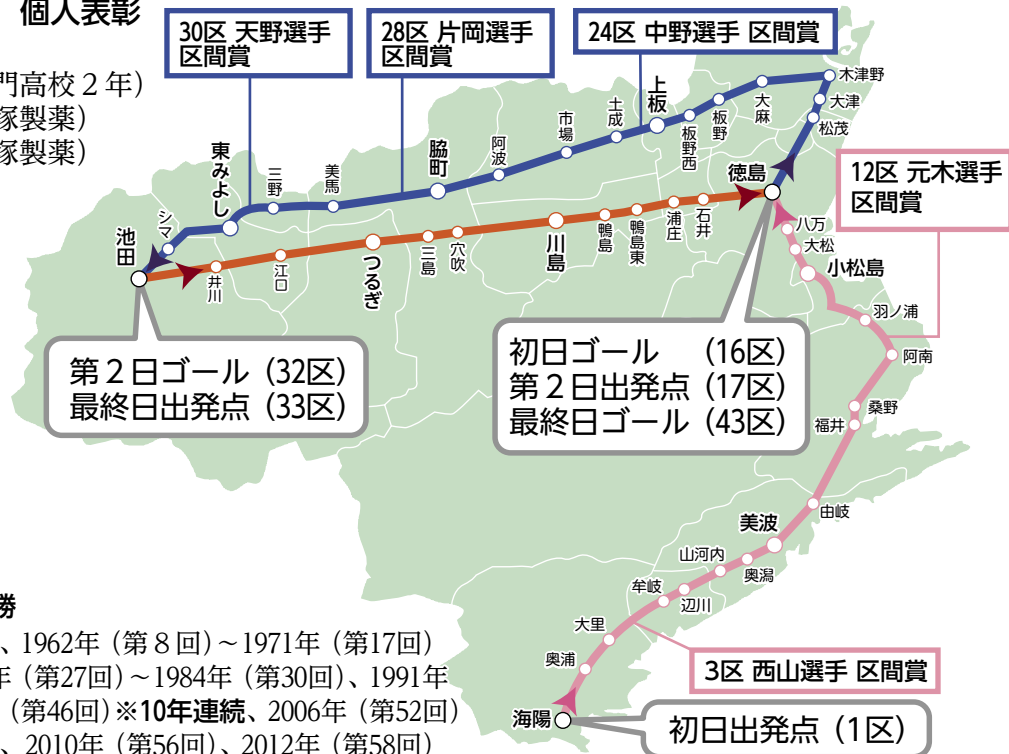 個人表彰
門高校２年）
塚製薬）
塚製薬）
30区 天野選手
区間賞
28区 片岡選手
区間賞
24区 中野選手 区間賞
木津野
大津
松茂
大麻
板野
板野西
上板
土成
市場
阿波
脇町
美馬
三野
東みよし
シマ
池田
井川
江口
つるぎ
三島
穴吹
川島
鴨島
鴨島東
浦庄
石井
徳島
12区 元木選手
区間賞
八万
大松
小松島
羽ノ浦
阿南
桑野
福井
由岐
美波
奥潟
山河内
辺川
牟岐
大里
奥浦
海陽
第２日ゴール（32区）
最終日出発点（33区）
初日ゴール （16区）
第２日出発点（17区）
最終日ゴール（43区）
3区 西山選手 区間賞
初日出発点（１区）
勝
、1962年（第８回）～1971年（第17回）
年（第27回）～1984年（第30回）、1991年
（第46回）※10年連続、2006年（第52回）
、2010年（第56回）、2012年（第58回）